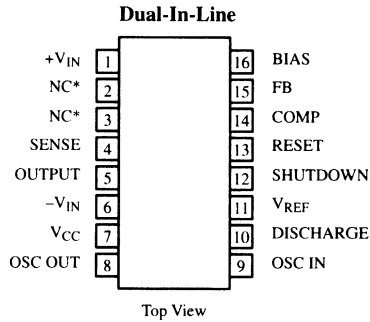 Dual-In-Line
+VIN 1 16 BIAS
NC* 2 15 FB
NC* 3 14 COMP
SENSE 4 13 RESET
OUTPUT 5 12 SHUTDOWN
–VIN 6 11 VREF
VCC 7 10 DISCHARGE
OSC OUT 8 9 OSC IN
Top View